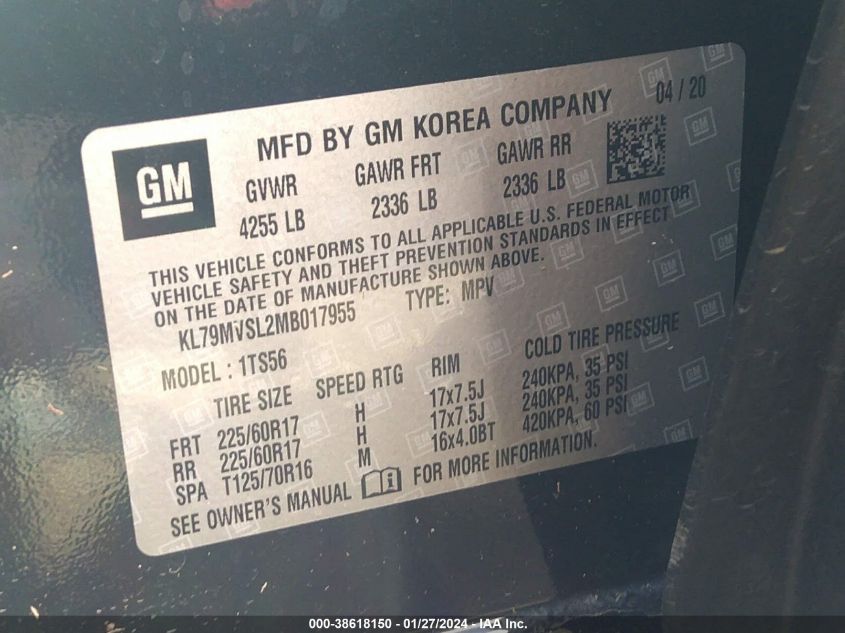 GM
MFD BY GM KOREA COMPANY 04 / 20
GVWR GAWR FRT GAWR RR
4255 LB 2336 LB 2336 LB
THIS VEHICLE CONFORMS TO ALL APPLICABLE U.S. FEDERAL MOTOR
VEHICLE SAFETY AND THEFT PREVENTION STANDARDS IN EFFECT
ON THE DATE OF MANUFACTURE SHOWN ABOVE.
KL79MVSL2MB017955 TYPE: MPV
MODEL : 1TS56
TIRE SIZE SPEED RTG RIM COLD TIRE PRESSURE
FRT 225/60R17 H 17x7.5J 240KPA, 35 PSI
RR 225/60R17 H 17x7.5J 240KPA, 35 PSI
SPA T125/70R16 M 16x4.0BT 420KPA, 60 PSI
SEE OWNER'S MANUAL FOR MORE INFORMATION.
000-38618150 - 01/27/2024 - IAA Inc.